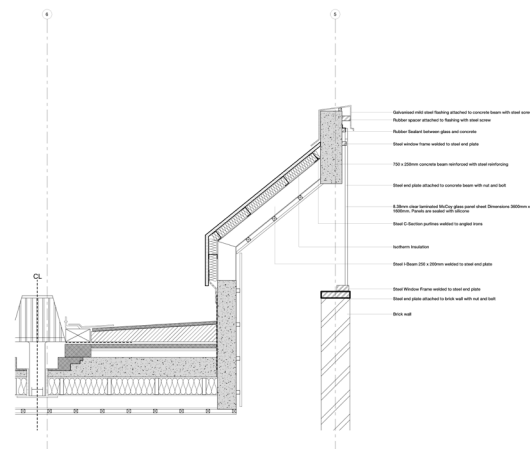 Galvanised mild steel flashing attached to concrete beam with steel screw
Rubber spacer attached to flashing with steel screw
Rubber Sealant between glass and concrete
Steel window frame welded to steel end plate
750 x 250mm concrete beam reinforced with steel reinforcing
Steel end plate attached to concrete beam with nut and bolt
8.38mm clear laminated McCoy glass panel sheet Dimensions 3600mm x
1800mm. Panels are sealed with silicone
Steel C-Section purlines welded to angled irons
Isotherm Insulation
Steel I-Beam 250 x 200mm welded to steel end plate
CL
Steel Window Frame welded to steel end plate
Steel end plate attached to brick wall with nut and bolt
Brick wall